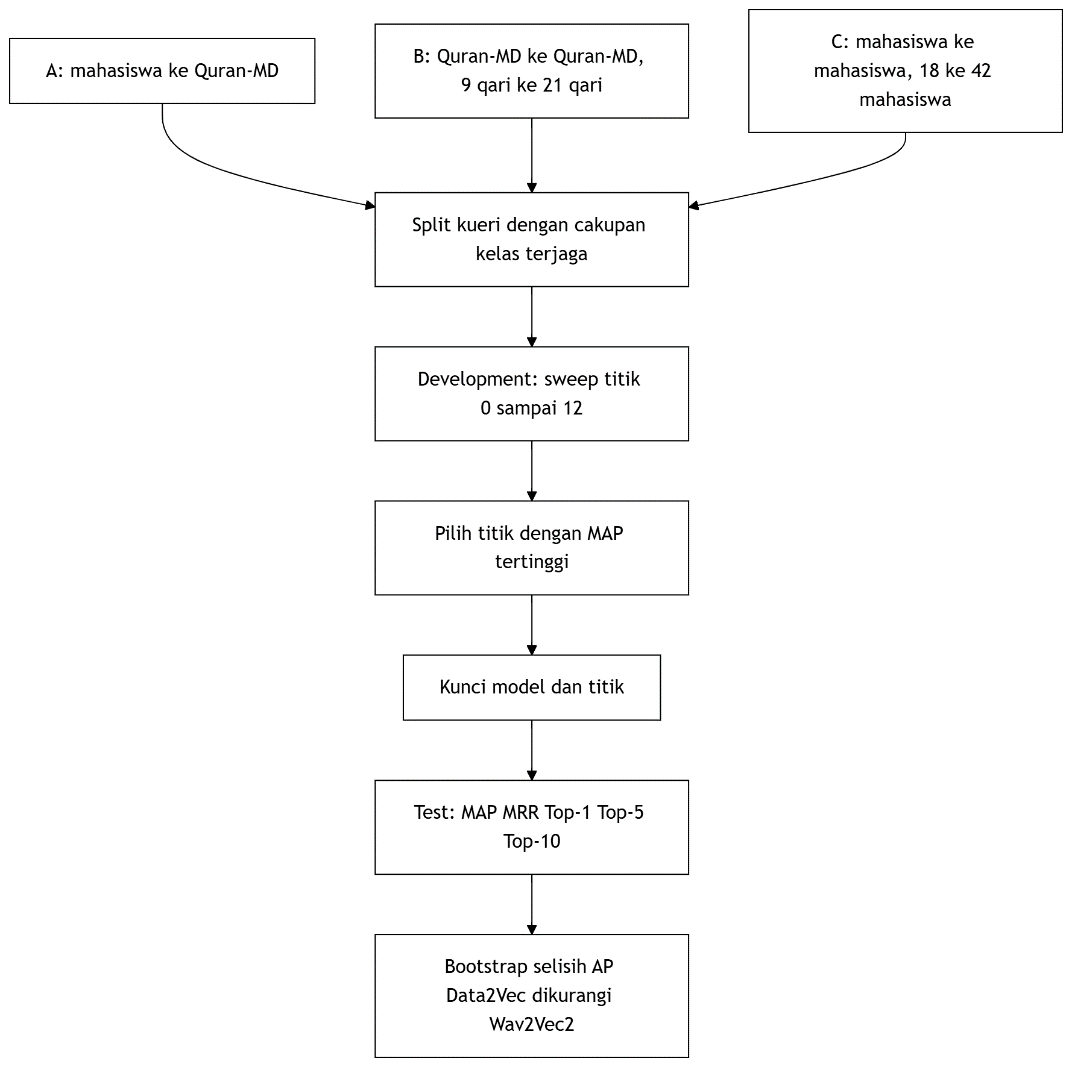 A: mahasiswa ke Quran-MD
B: Quran-MD ke Quran-MD,
9 qari ke 21 qari
C: mahasiswa ke
mahasiswa, 18 ke 42
mahasiswa
Split kueri dengan cakupan
kelas terjaga
Development: sweep titik
0 sampai 12
Pilih titik dengan MAP
tertinggi
Kunci model dan titik
Test: MAP MRR Top-1 Top-5
Top-10
Bootstrap selisih AP
Data2Vec dikurangi
Wav2Vec2